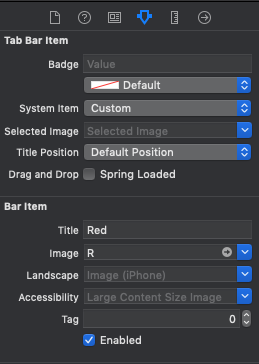 Tab Bar Item
Badge Value
Default
System Item Custom
Selected Image Selected Image
Title Position Default Position
Drag and Drop Spring Loaded
Bar Item
Title Red
Image R
Landscape Image (iPhone)
Accessibility Large Content Size Image
Tag 0
Enabled